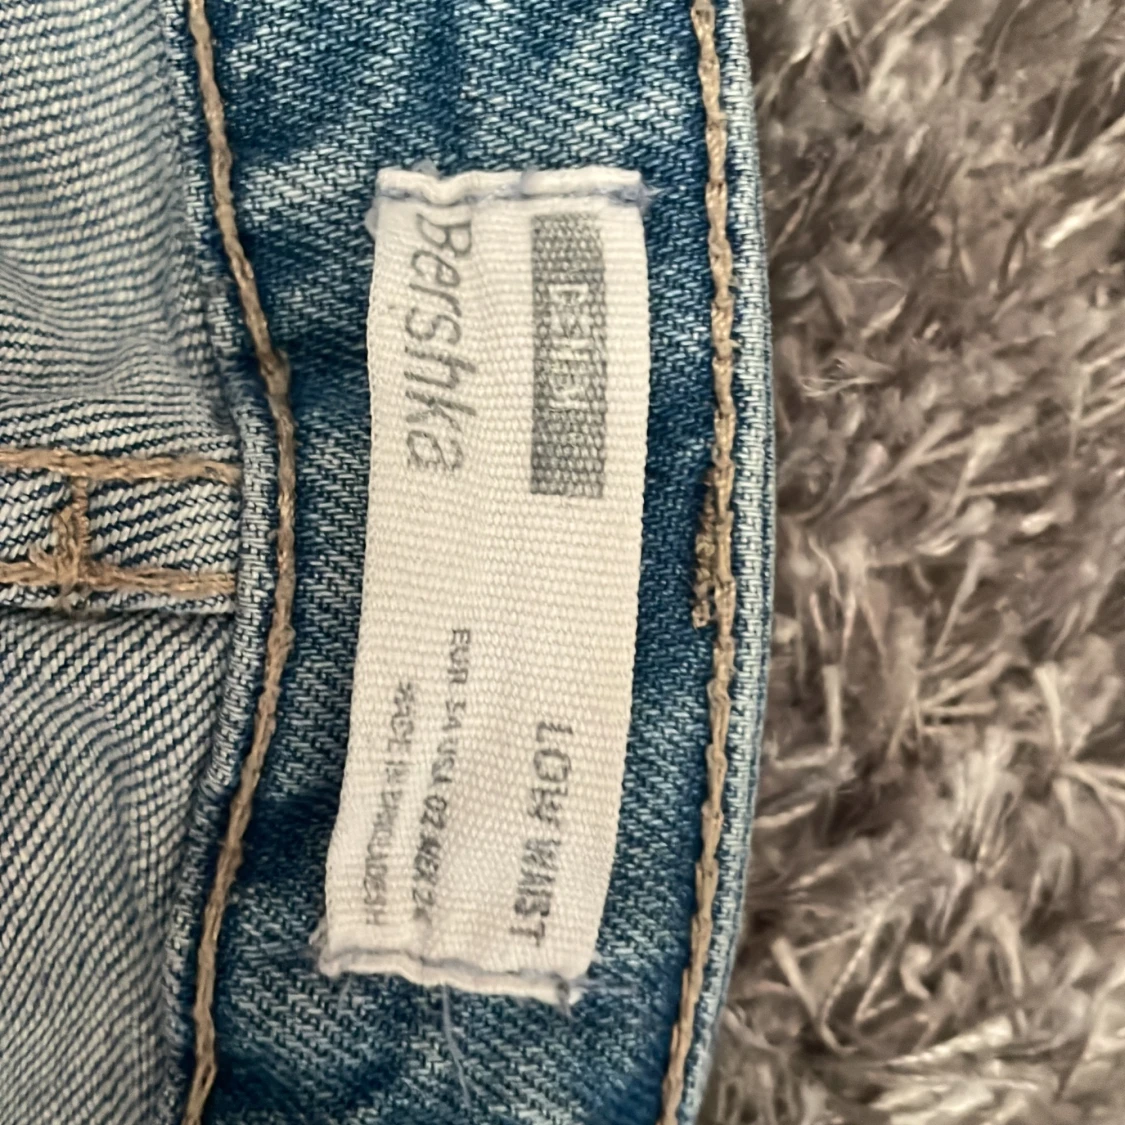 Bershka
LOW WAIST
EUR 34 USA 02 MEX 24
MADE IN BANGLADESH